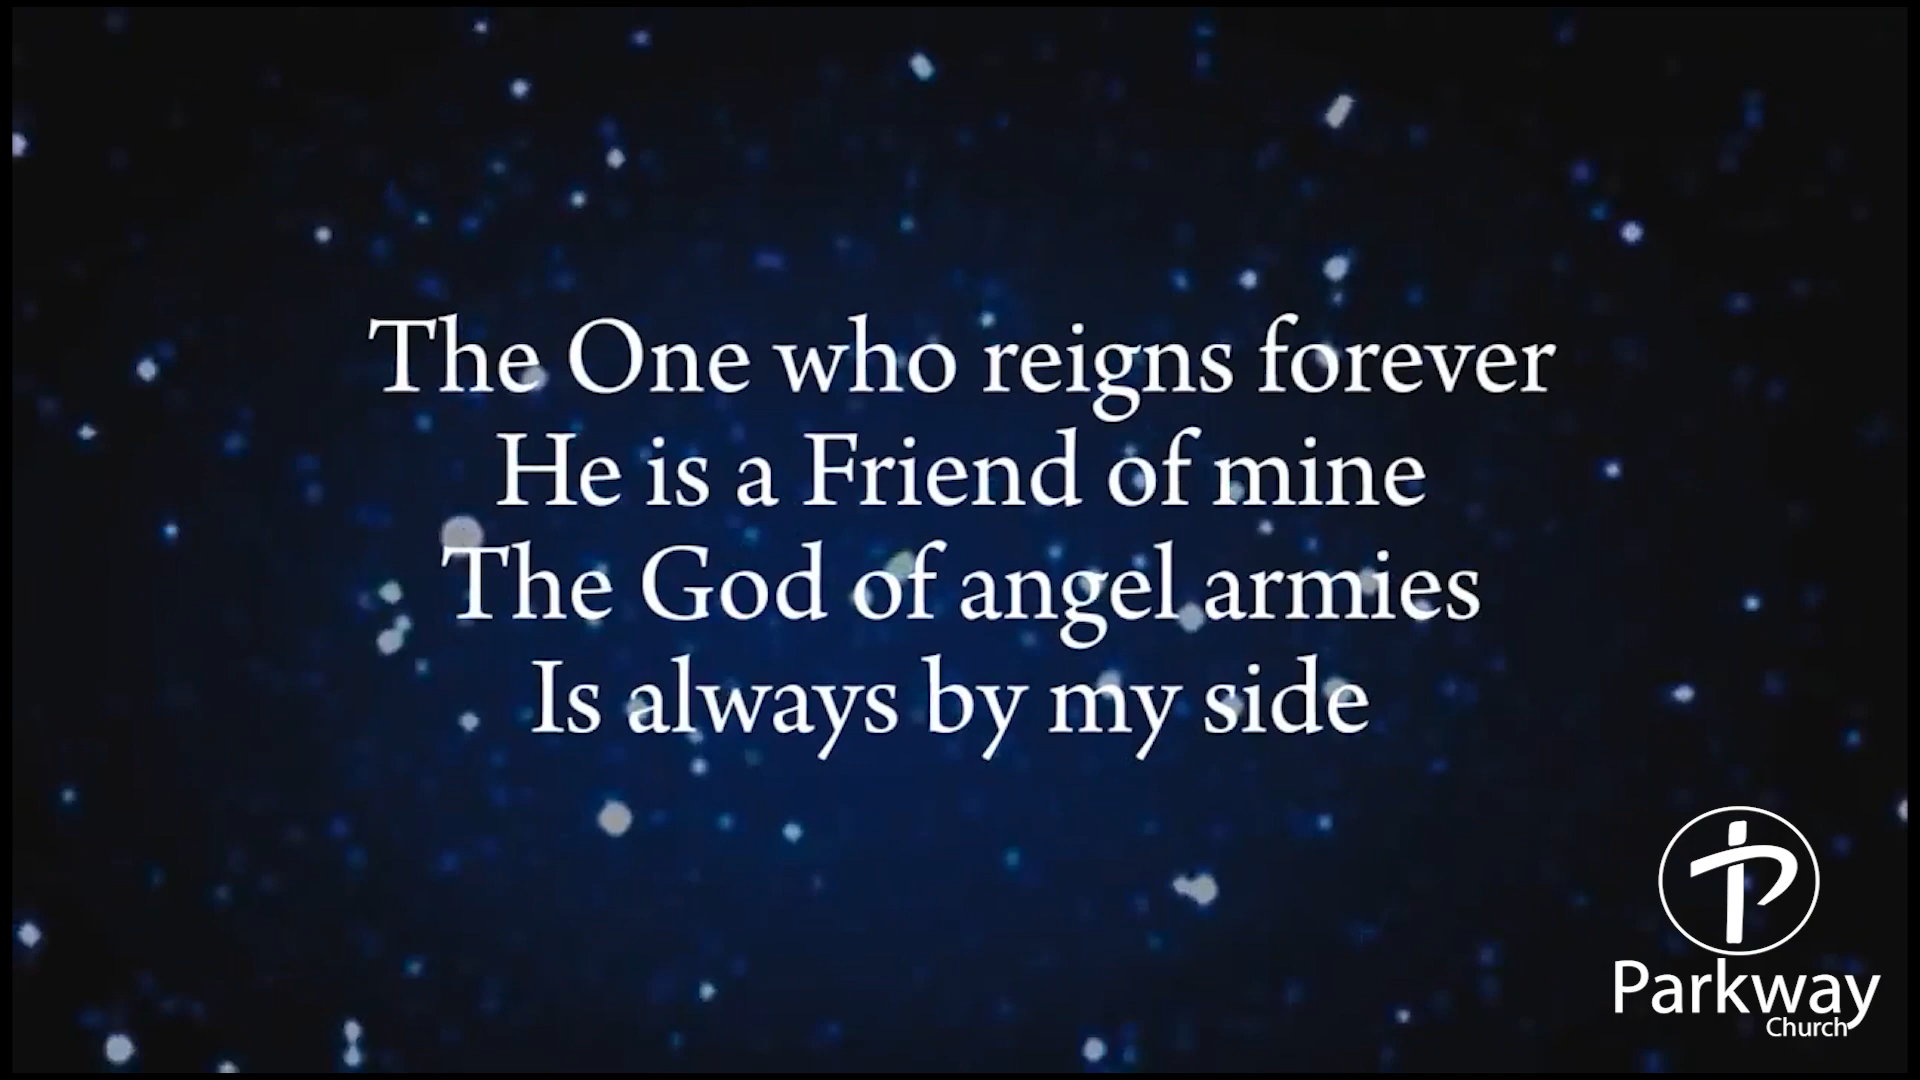 The One who reigns forever
He is a Friend of mine
The God of angel armies
Is always by my side
Parkway
Church